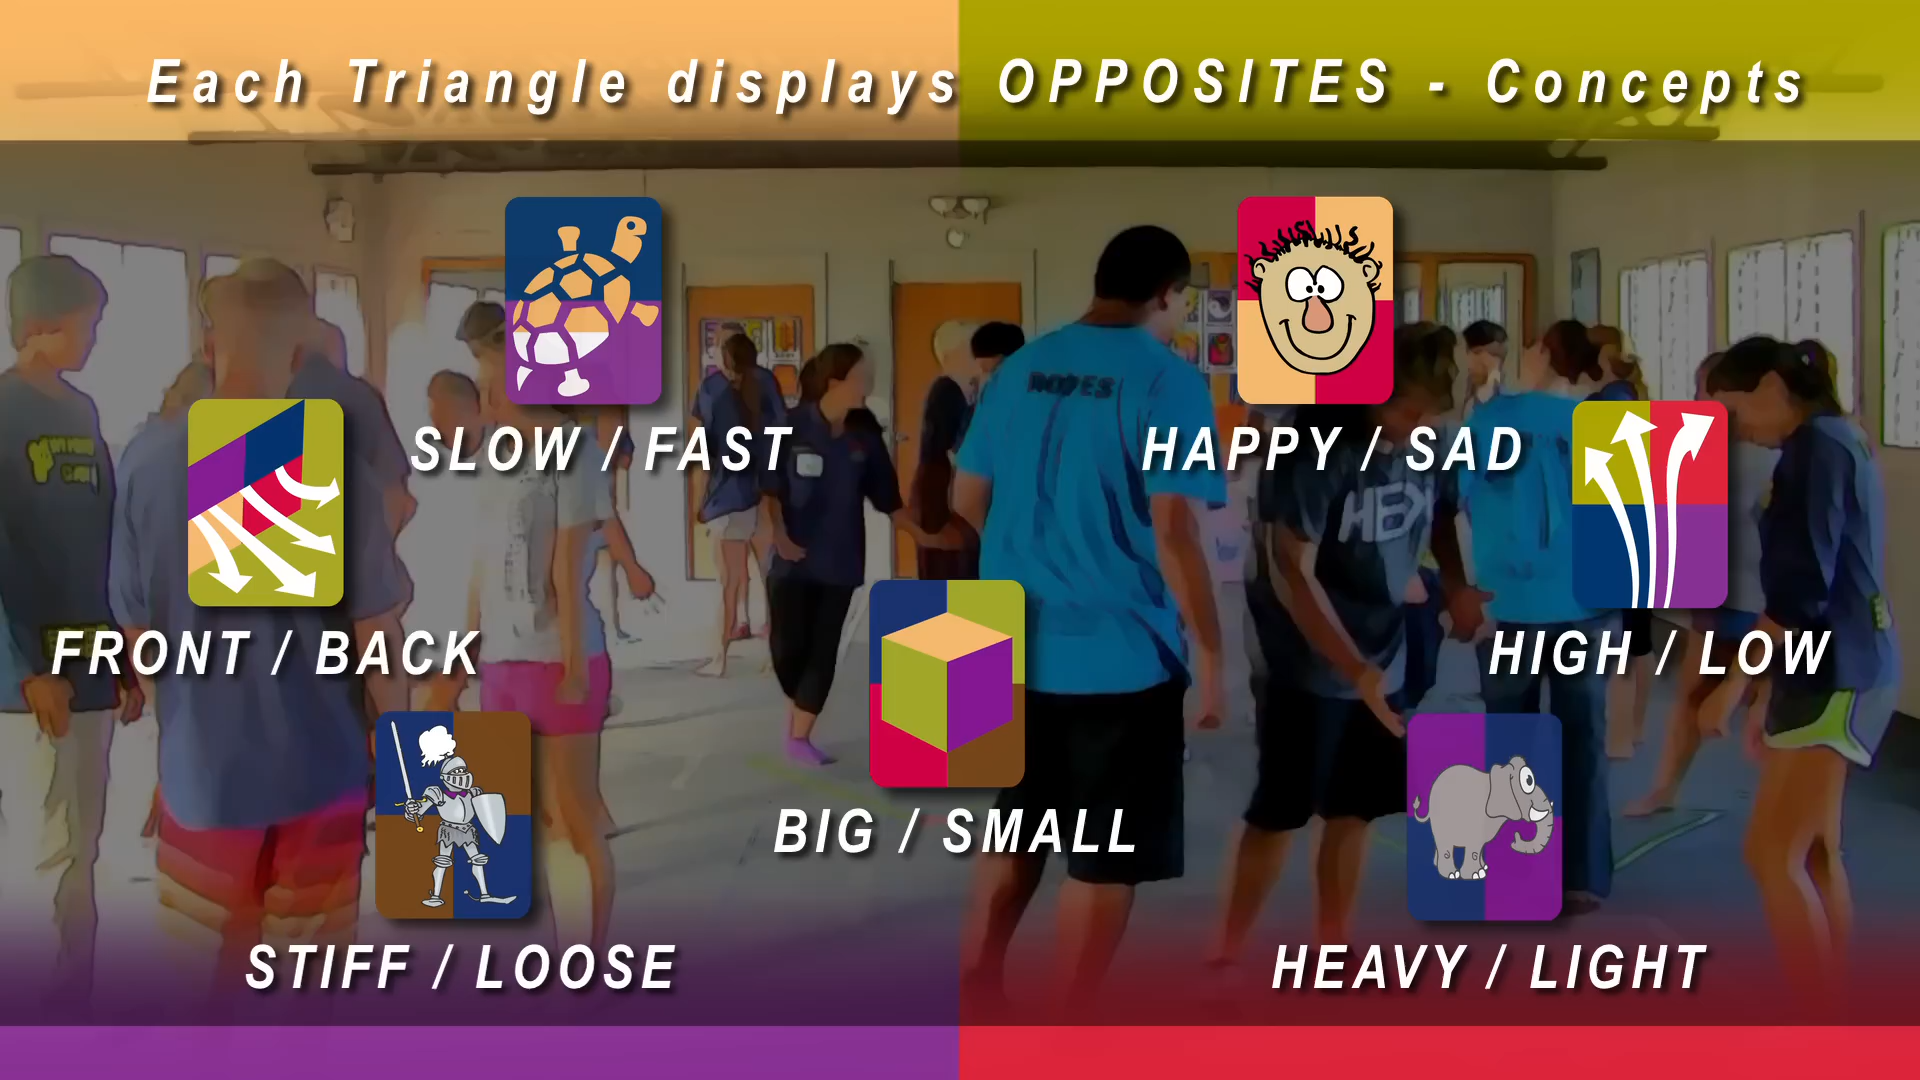 Each Triangle displays OPPOSITES - Concepts
SLOW / FAST
HAPPY / SAD
FRONT / BACK
HIGH / LOW
BIG / SMALL
STIFF / LOOSE
HEAVY / LIGHT